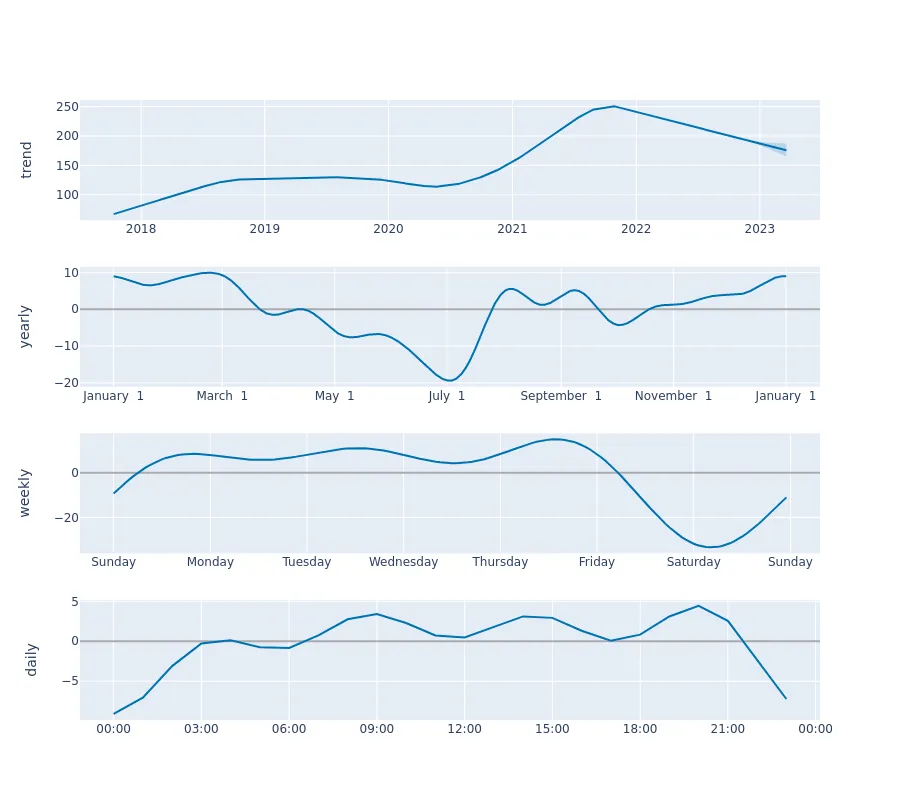 trend
250
200
150
100
2018 2019 2020 2021 2022 2023
yearly
10
0
−10
−20
January 1 March 1 May 1 July 1 September 1 November 1 January 1
weekly
0
−20
Sunday Monday Tuesday Wednesday Thursday Friday Saturday Sunday
daily
5
0
−5
00:00 03:00 06:00 09:00 12:00 15:00 18:00 21:00 00:00